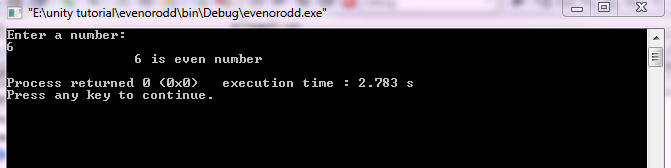 "E:\unity tutorial\evenorodd\bin\Debug\evenorodd.exe"
Enter a number:
6
6 is even number
Process returned 0 (0x0)   execution time : 2.783 s
Press any key to continue.